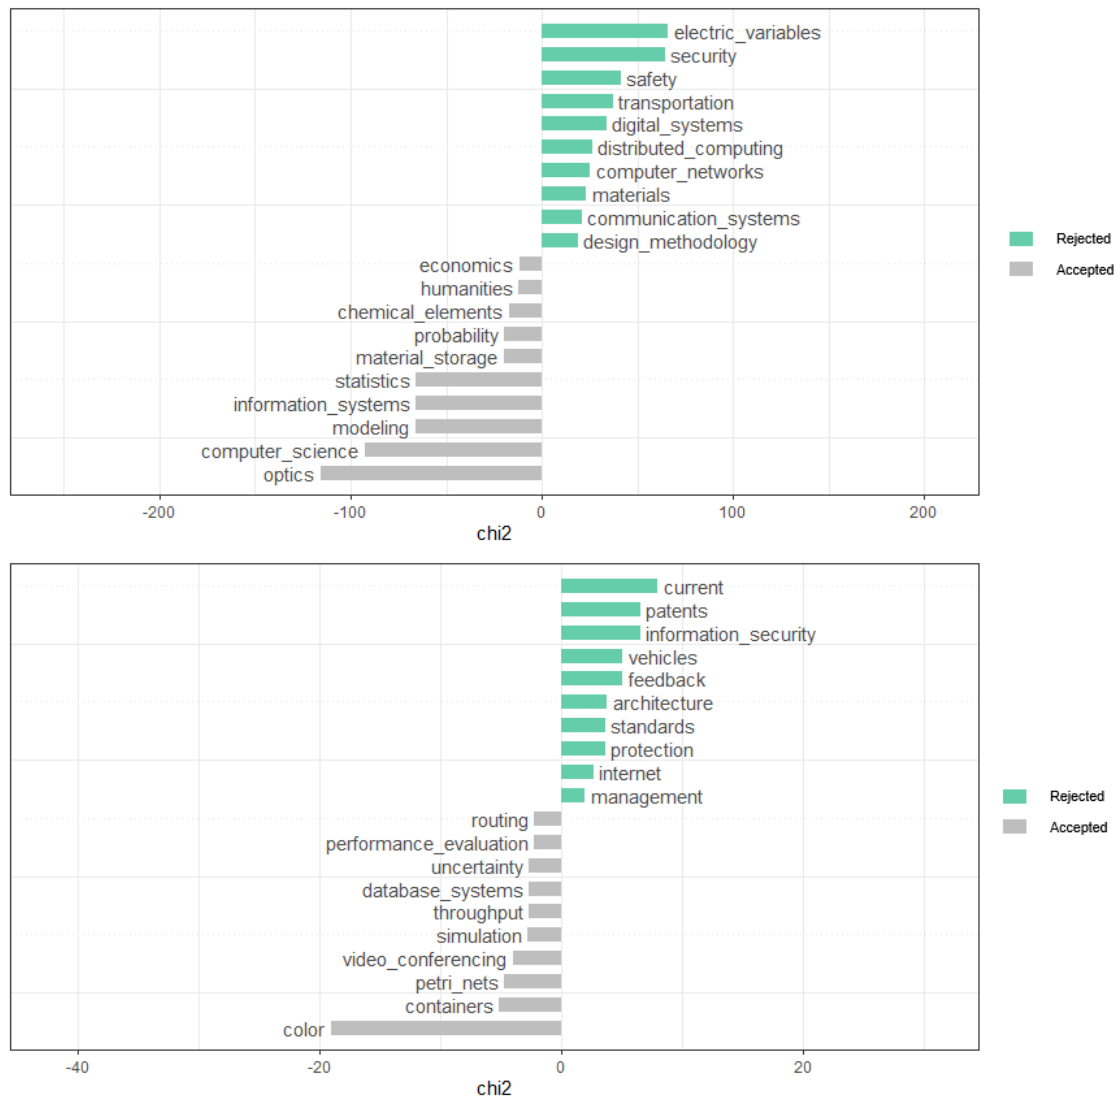 electric_variables
security
safety
transportation
digital_systems
distributed_computing
computer_networks
materials
communication_systems
design_methodology
economics
humanities
chemical_elements
probability
material_storage
statistics
information_systems
modeling
computer_science
optics
Rejected
Accepted
-200 -100 0 100 200
chi2
current
patents
information_security
vehicles
feedback
architecture
standards
protection
internet
management
routing
performance_evaluation
uncertainty
database_systems
throughput
simulation
video_conferencing
petri_nets
containers
color
Rejected
Accepted
-40 -20 0 20
chi2